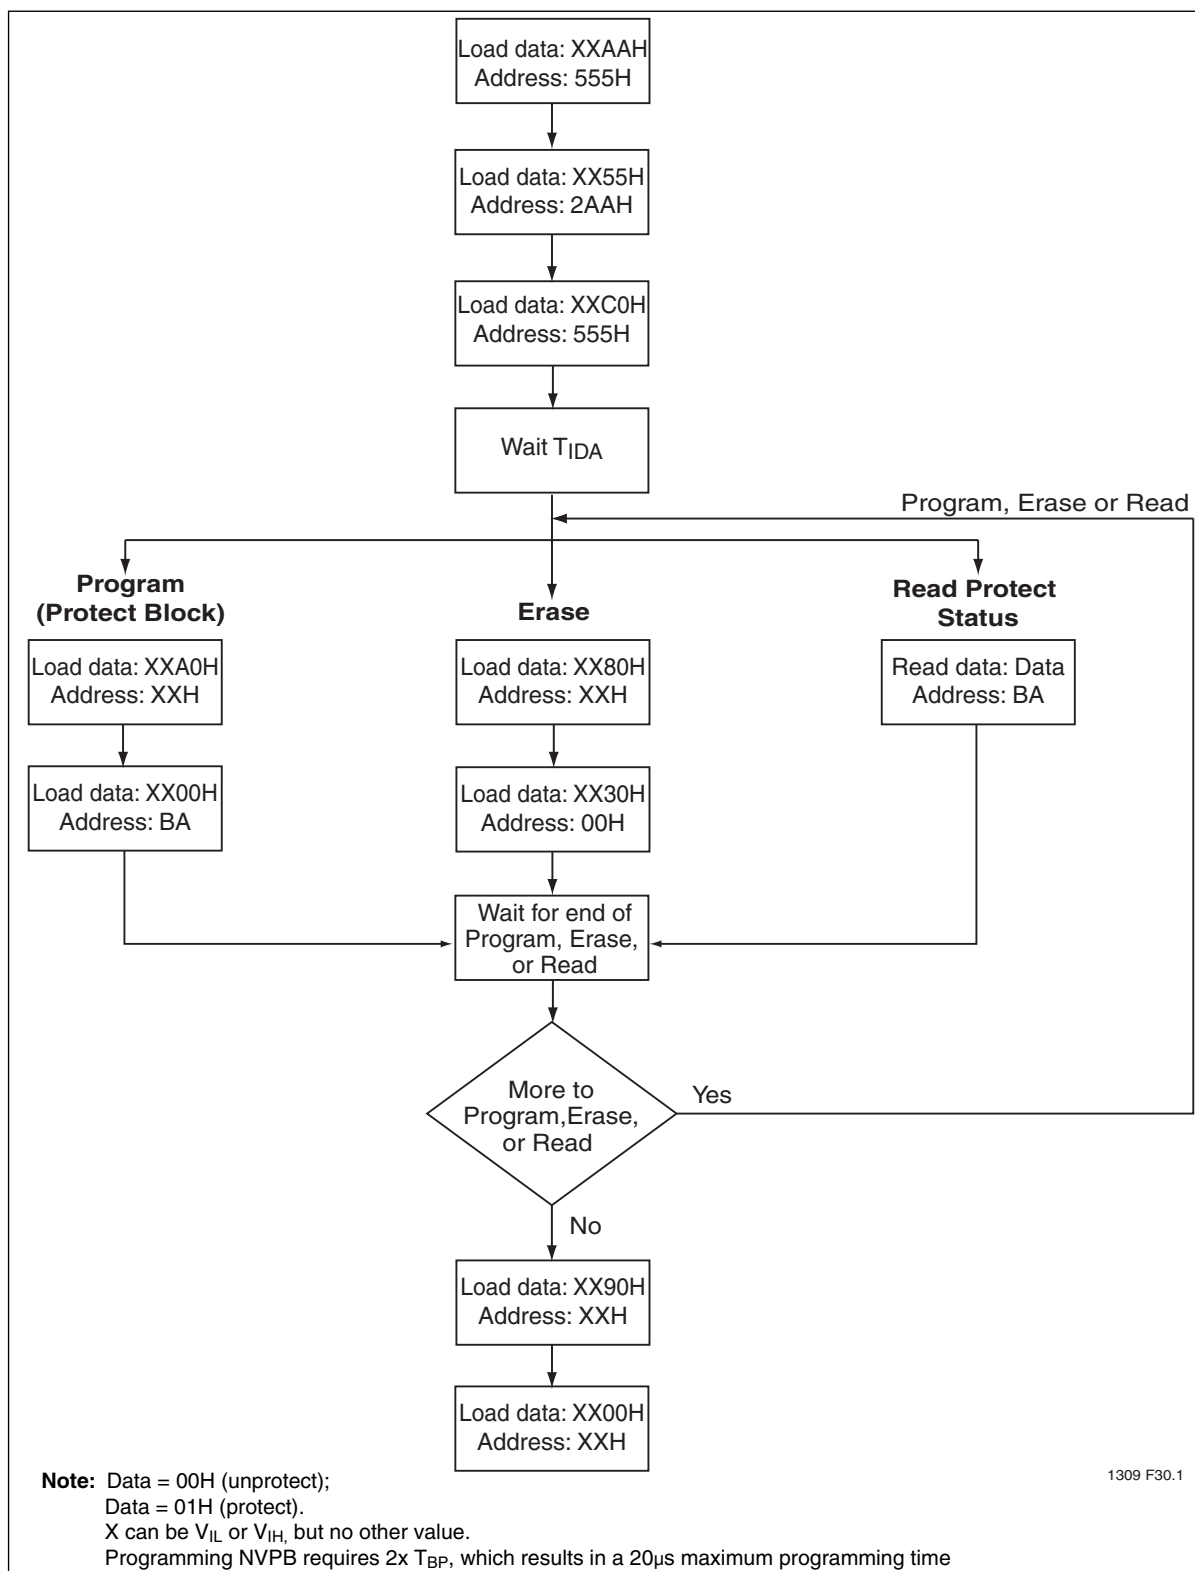 Load data: XXAAH
Address: 555H
Load data: XX55H
Address: 2AAH
Load data: XXC0H
Address: 555H
Wait TIDA
Program, Erase or Read
Program
(Protect Block)
Load data: XXA0H
Address: XXH
Load data: XX00H
Address: BA
Erase
Load data: XX80H
Address: XXH
Load data: XX30H
Address: 00H
Read Protect
Status
Read data: Data
Address: BA
Wait for end of
Program, Erase,
or Read
More to
Program,Erase,
or Read
Yes
No
Load data: XX90H
Address: XXH
Load data: XX00H
Address: XXH
Note: Data = 00H (unprotect);
Data = 01H (protect).
X can be VIL or VIH, but no other value.
Programming NVPB requires 2x TBP, which results in a 20µs maximum programming time
1309 F30.1